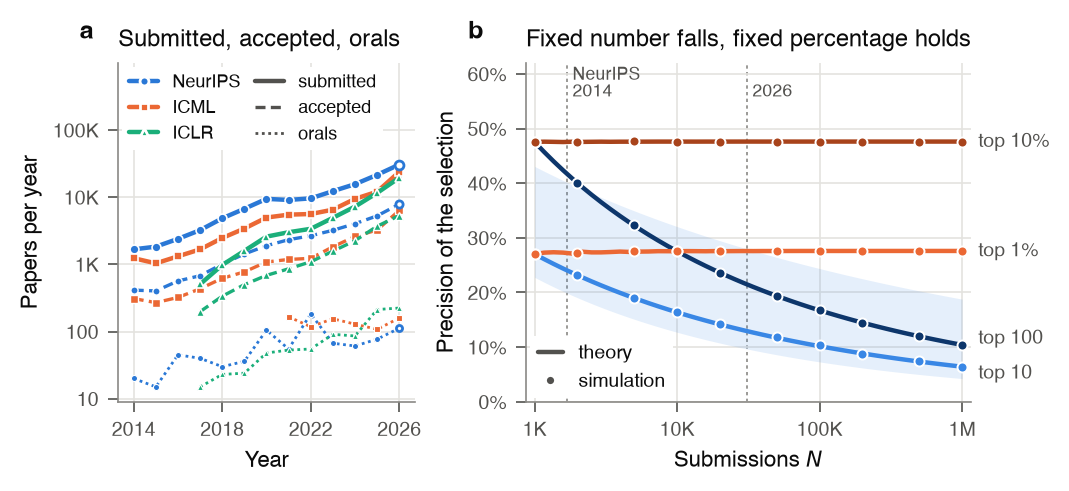 a
Submitted, accepted, orals
NeurIPS
ICML
ICLR
submitted
accepted
orals
100K
10K
1K
100
10
Papers per year
2014
2018
2022
2026
Year
b
Fixed number falls, fixed percentage holds
NeurIPS
2014
2026
60%
50%
40%
30%
20%
10%
0%
Precision of the selection
top 10%
top 1%
top 100
top 10
theory
simulation
1K
10K
100K
1M
Submissions N